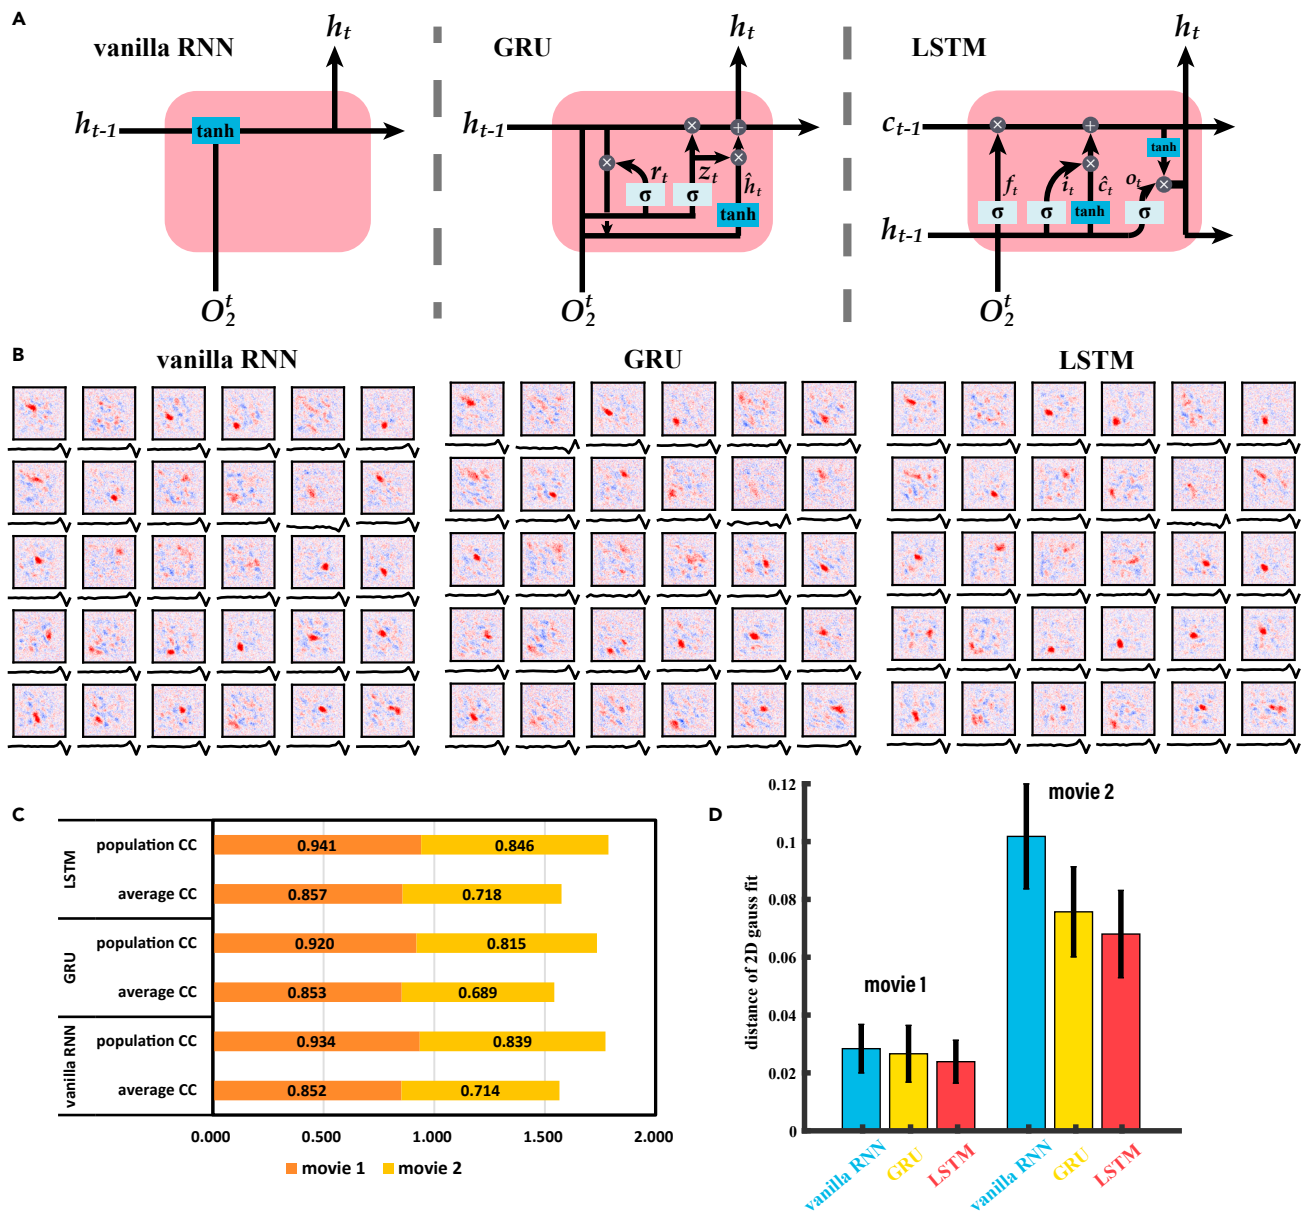 A
vanilla RNN
GRU
LSTM
h_t
h_t
h_t
h_{t-1}
tanh
h_{t-1}
×
+
×
×
r_t
z_t
ĥ_t
σ
σ
tanh
c_{t-1}
×
+
tanh
×
×
f_t
i_t
ĉ_t
o_t
σ
σ
tanh
σ
h_{t-1}
O_2^t
O_2^t
O_2^t
B
vanilla RNN
GRU
LSTM
C
LSTM
population CC
0.941
0.846
average CC
0.857
0.718
GRU
population CC
0.920
0.815
average CC
0.853
0.689
vanilla RNN
population CC
0.934
0.839
average CC
0.852
0.714
0.000
0.500
1.000
1.500
2.000
movie 1
movie 2
D
distance of 2D gauss fit
0.12
0.1
0.08
0.06
0.04
0.02
0
movie 1
movie 2
vanilla RNN
GRU
LSTM
vanilla RNN
GRU
LSTM